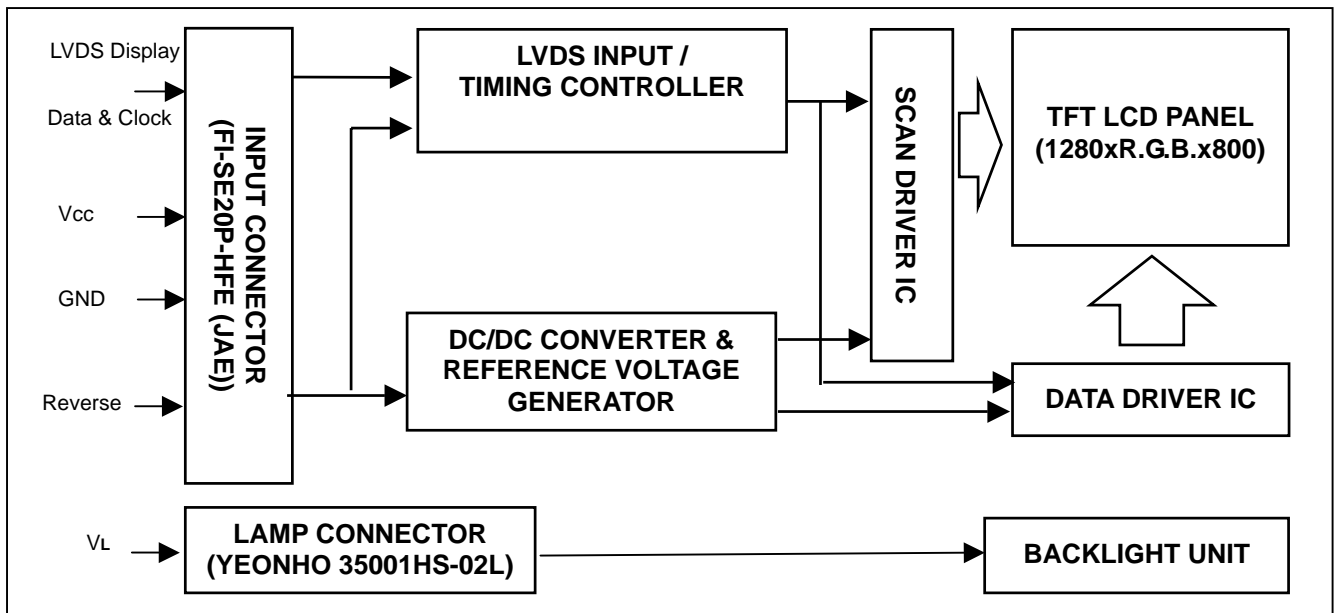 LVDS Display
Data & Clock
Vcc
GND
Reverse
INPUT CONNECTOR
(FI-SE20P-HFE (JAE))
LVDS INPUT /
TIMING CONTROLLER
DC/DC CONVERTER &
REFERENCE VOLTAGE
GENERATOR
SCAN DRIVER IC
TFT LCD PANEL
(1280xR.G.B.x800)
DATA DRIVER IC
VL
LAMP CONNECTOR
(YEONHO 35001HS-02L)
BACKLIGHT UNIT